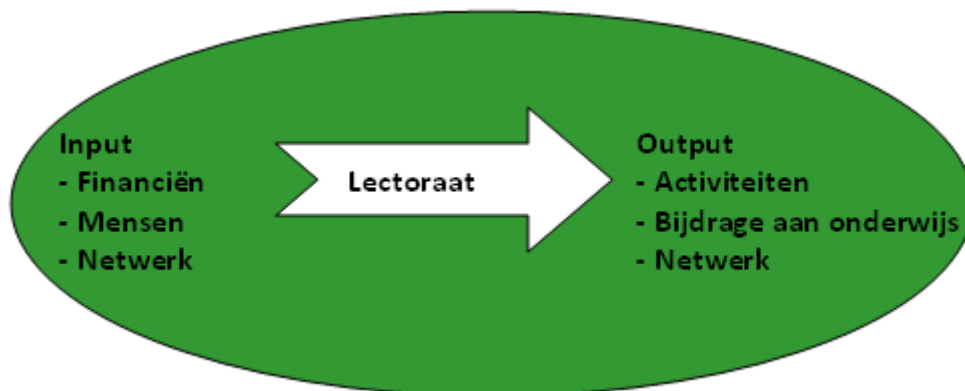 Input
- Financiën
- Mensen
- Netwerk
Lectoraat
Output
- Activiteiten
- Bijdrage aan onderwijs
- Netwerk